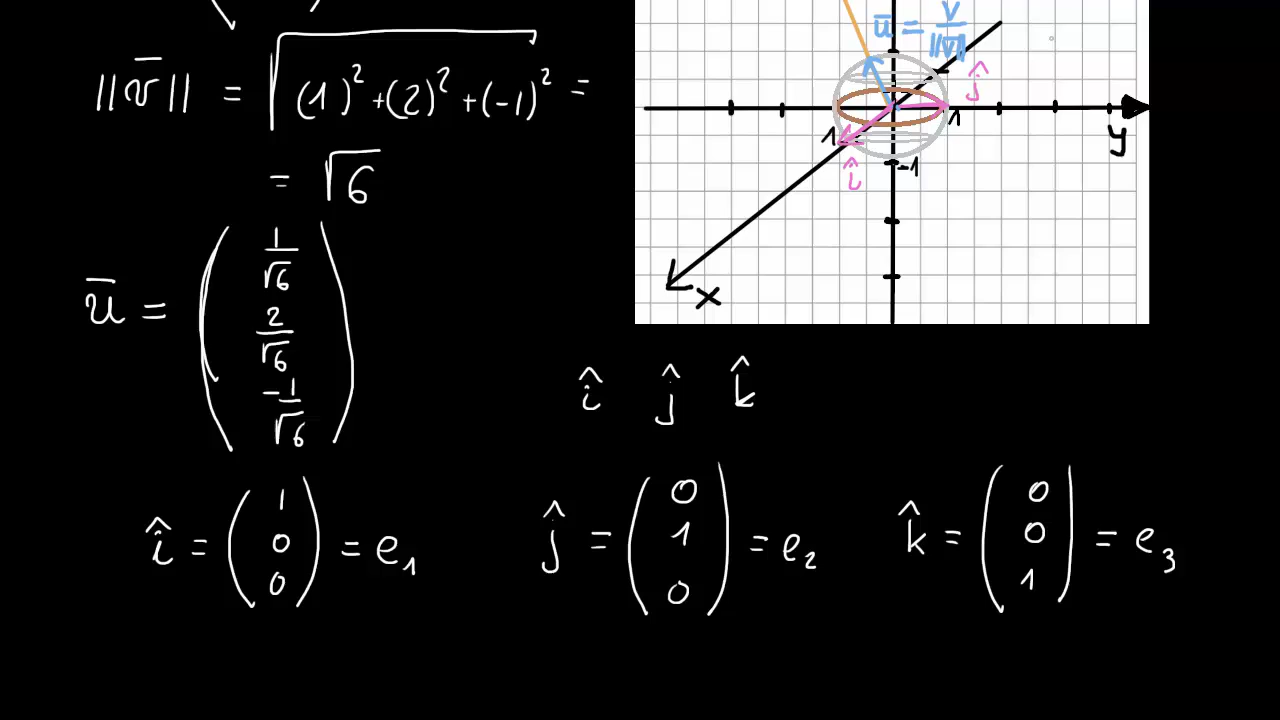 ‖v̅‖ = √((1)² + (2)² + (-1)²) =
= √6
u̅ = (1/√6, 2/√6, -1/√6)
u̅ = v/‖v̅‖
ĵ
1
1
y
î
-1
x
î ĵ k̂
î = (1 0 0) = e₁
ĵ = (0 1 0) = e₂
k̂ = (0 0 1) = e₃